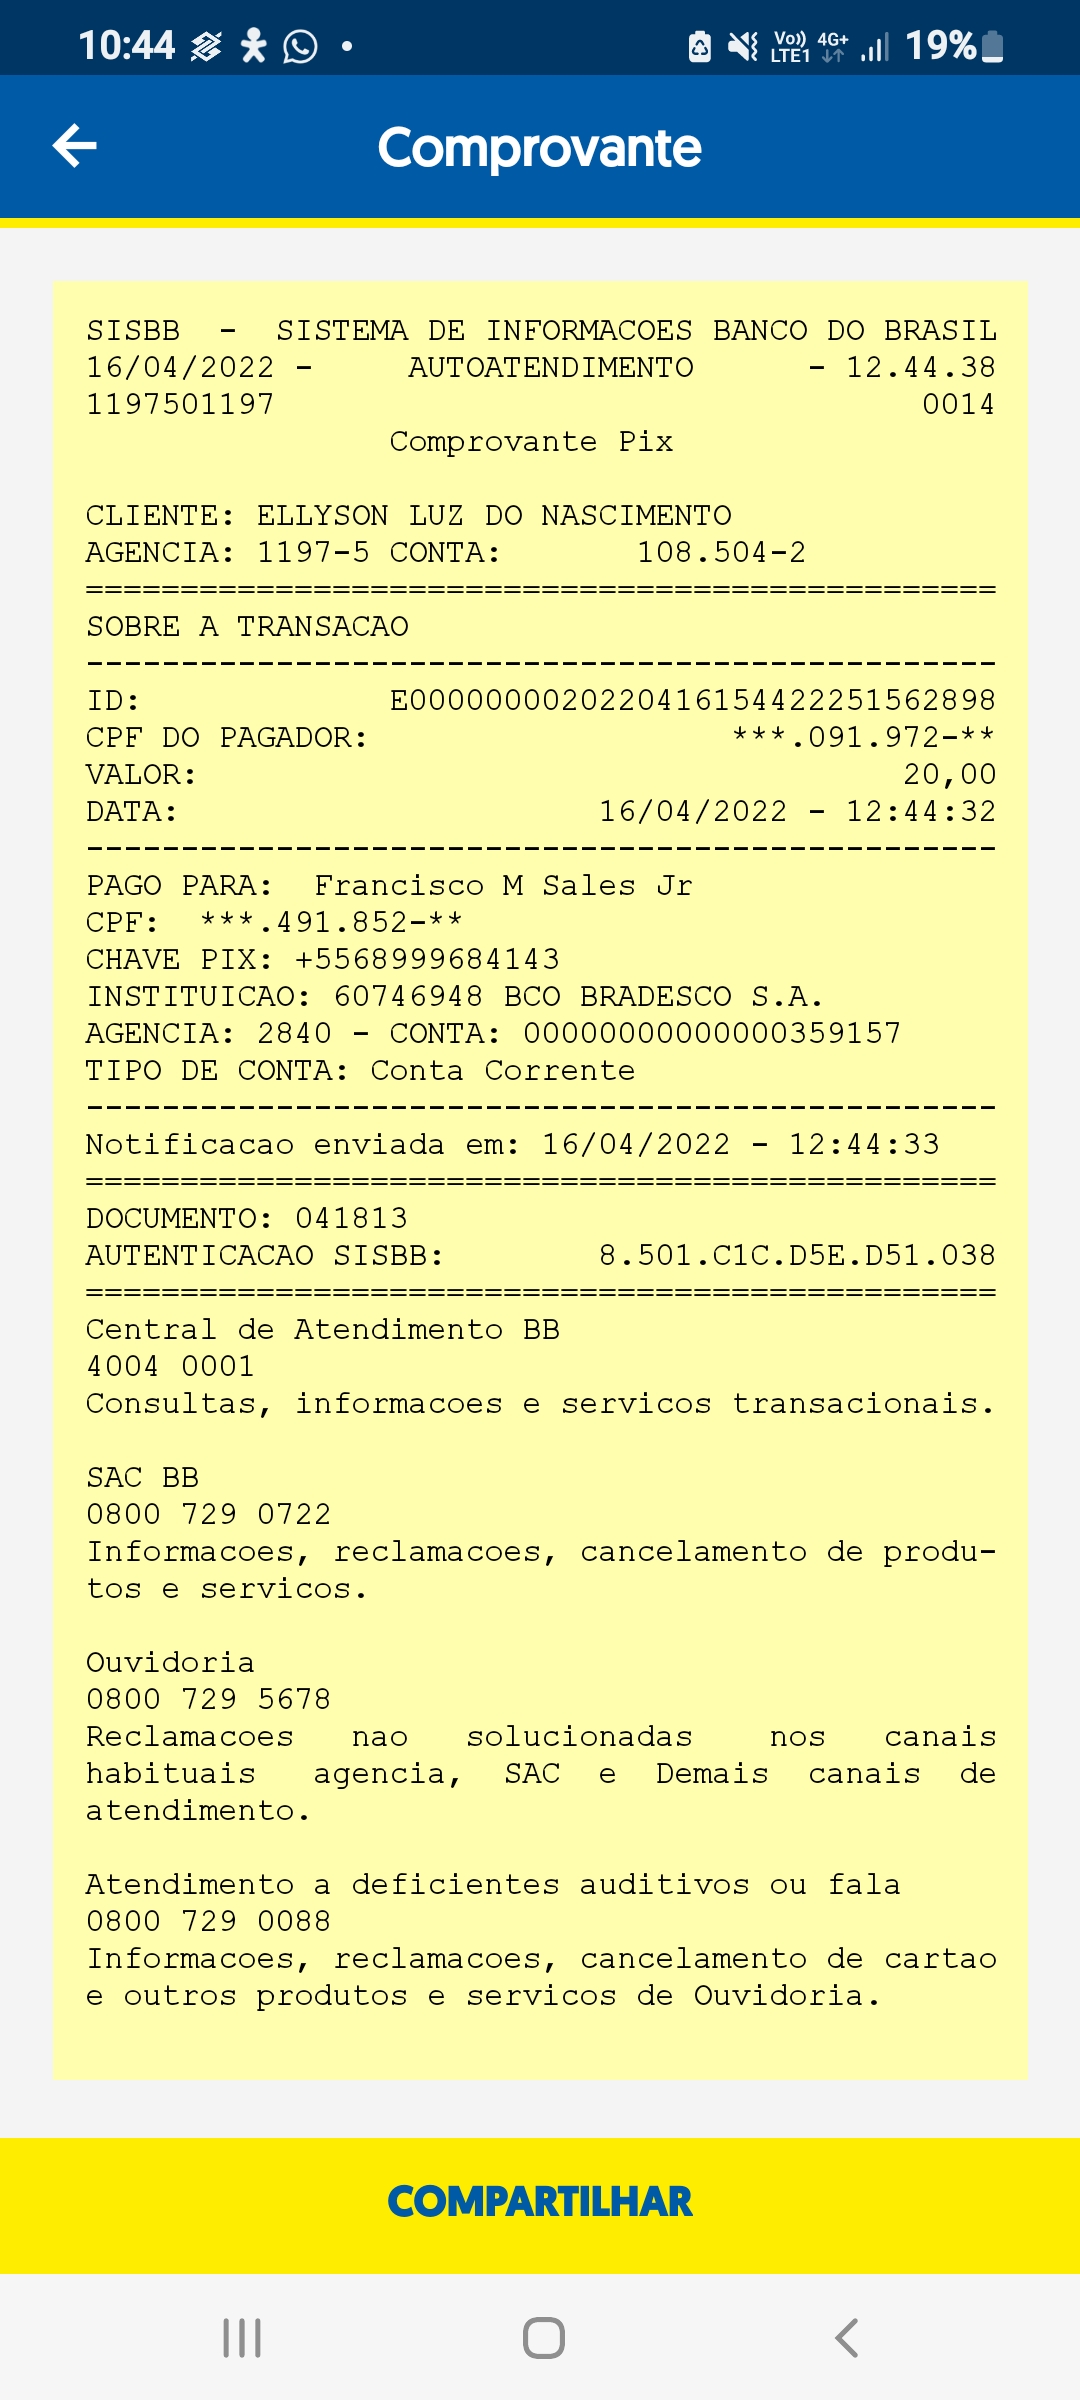 10:44
Vo)) LTE1 4G+ 19%
Comprovante
SISBB - SISTEMA DE INFORMACOES BANCO DO BRASIL
16/04/2022 - AUTOATENDIMENTO - 12.44.38
1197501197 0014
Comprovante Pix
CLIENTE: ELLYSON LUZ DO NASCIMENTO
AGENCIA: 1197-5 CONTA: 108.504-2
================================================
SOBRE A TRANSACAO
------------------------------------------------
ID: E0000000020220416154422251562898
CPF DO PAGADOR: ***.091.972-**
VALOR: 20,00
DATA: 16/04/2022 - 12:44:32
------------------------------------------------
PAGO PARA: Francisco M Sales Jr
CPF: ***.491.852-**
CHAVE PIX: +5568999684143
INSTITUICAO: 60746948 BCO BRADESCO S.A.
AGENCIA: 2840 - CONTA: 00000000000000359157
TIPO DE CONTA: Conta Corrente
------------------------------------------------
Notificacao enviada em: 16/04/2022 - 12:44:33
================================================
DOCUMENTO: 041813
AUTENTICACAO SISBB: 8.501.C1C.D5E.D51.038
================================================
Central de Atendimento BB
4004 0001
Consultas, informacoes e servicos transacionais.
SAC BB
0800 729 0722
Informacoes, reclamacoes, cancelamento de produ-
tos e servicos.
Ouvidoria
0800 729 5678
Reclamacoes nao solucionadas nos canais
habituais agencia, SAC e Demais canais de
atendimento.
Atendimento a deficientes auditivos ou fala
0800 729 0088
Informacoes, reclamacoes, cancelamento de cartao
e outros produtos e servicos de Ouvidoria.
COMPARTILHAR